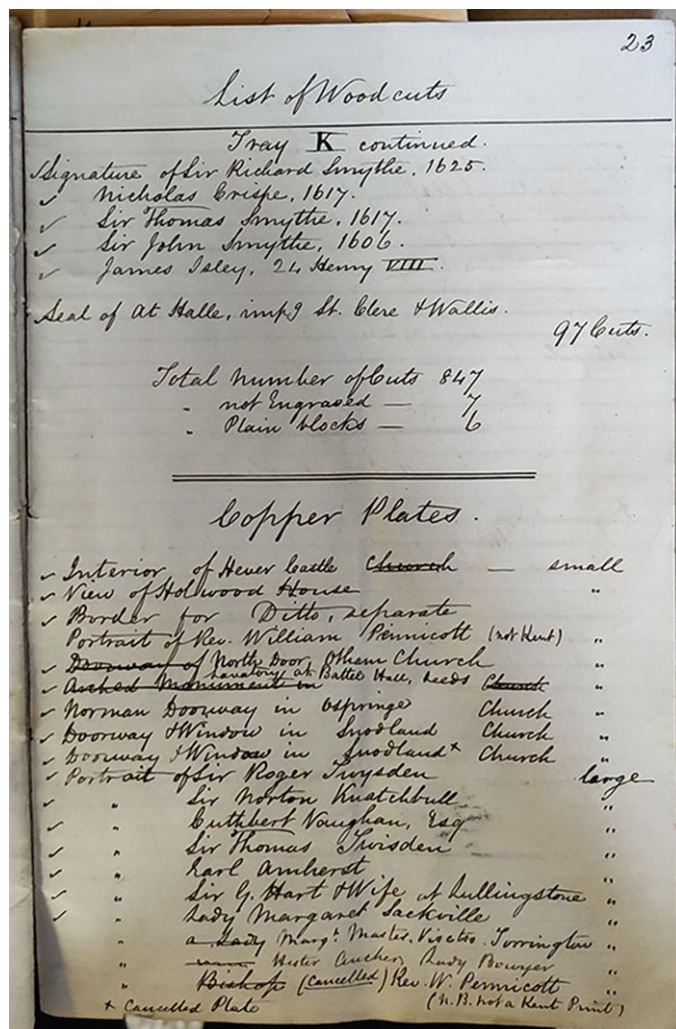 23
List of Woodcuts
Tray K continued.
✓ Signature of Sir Richard Smythe, 1625.
✓ Nicholas Crispe, 1617.
✓ Sir Thomas Smythe, 1617.
✓ Sir John Smythe, 1606.
✓ James Isley, 24 Henry VIII.
Seal of At Halle, impg St. Clere & Wallis.
97 Cuts.
Total number of Cuts 847
" not Engraved — 7
" Plain blocks — 6
Copper Plates.
✓ Interior of Hever Castle Church — small
✓ View of Holwood House "
✓ Border for Ditto, separate
Portrait of Rev. William Pennicott (not Kent) "
✓ Doorway of North Door, Otham Church "
✓ Arched Monument in Lavatory at Battel Hall, Leeds Church "
✓ Norman Doorway in Ospringe Church "
✓ Doorway & Window in Snodland Church "
✓ Doorway & Window in Snodland + Church "
✓ Portrait of Sir Roger Twysden large
✓ " Sir Norton Knatchbull "
✓ " Cuthbert Vaughan, Esq "
✓ " Sir Thomas Twisden "
✓ " Earl Amherst "
✓ " Sir G. Hart & Wife at Lullingstone "
✓ " Lady Margaret Sackville "
" a Lady Margt. Master, Visctss. Torrington "
" Hester Aucher, Lady Bowyer "
" Bishop (cancelled) Rev. W. Pennicott "
+ Cancelled Plate (N.B. not a Kent Print)